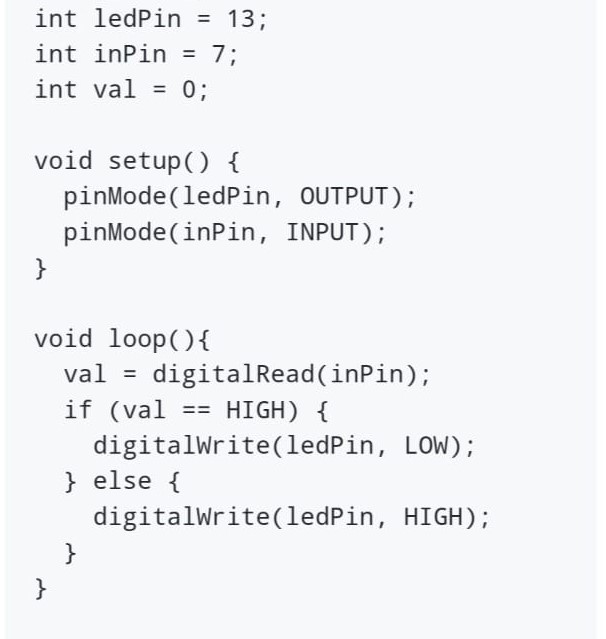 int ledPin = 13;
int inPin = 7;
int val = 0;

void setup() {
  pinMode(ledPin, OUTPUT);
  pinMode(inPin, INPUT);
}

void loop(){
  val = digitalRead(inPin);
  if (val == HIGH) {
    digitalWrite(ledPin, LOW);
  } else {
    digitalWrite(ledPin, HIGH);
  }
}